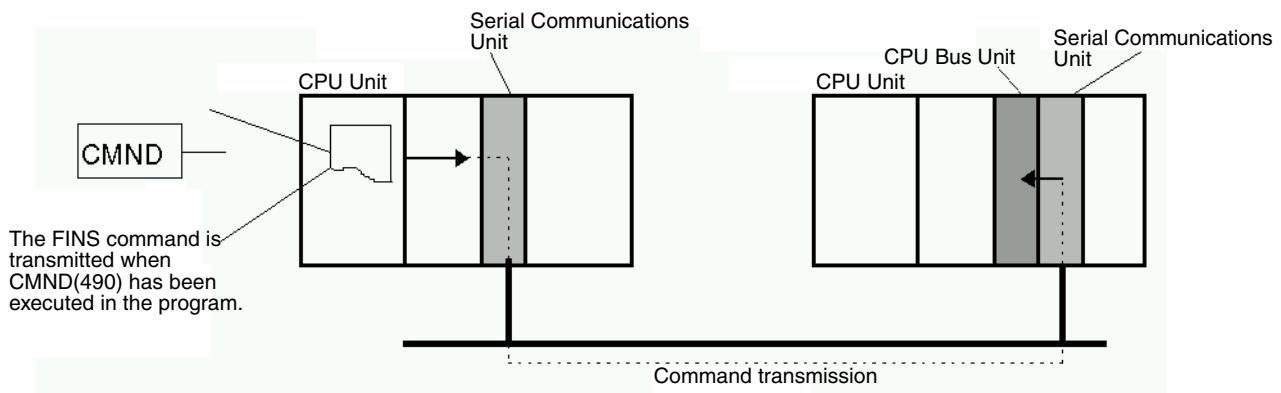 Serial Communications
Unit
CPU Unit
CMND
The FINS command is
transmitted when
CMND(490) has been
executed in the program.
CPU Bus Unit
Serial Communications
Unit
CPU Unit
Command transmission